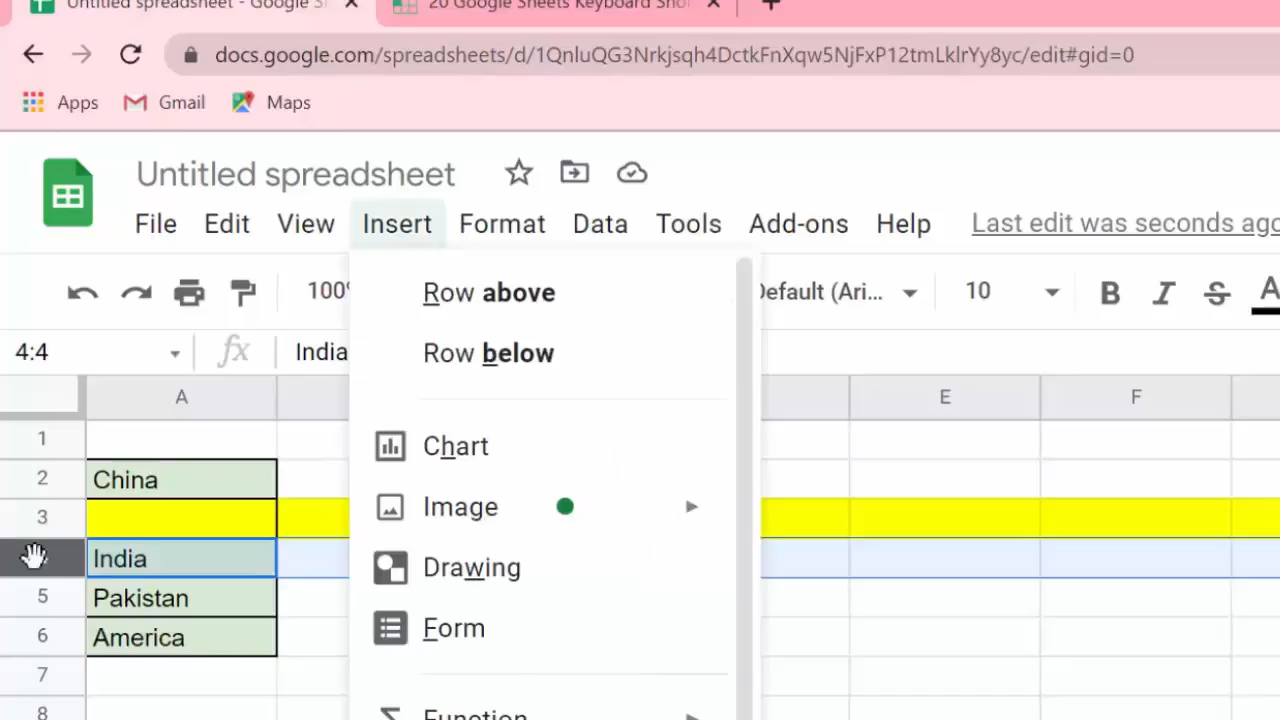 Untitled spreadsheet - Google S
20 Google Sheets Keyboard Sho
docs.google.com/spreadsheets/d/1QnluQG3Nrkjsqh4DctkFnXqw5NjFxP12tmLklrYy8yc/edit#gid=0
Apps Gmail Maps
Untitled spreadsheet
File Edit View Insert Format Data Tools Add-ons Help Last edit was seconds ago
100% Default (Ari... 10 B I S A
4:4 fx India
Row above
Row below
Chart
Image
Drawing
Form
Function
A E F
1
2 China
3
India
5 Pakistan
6 America
7
8